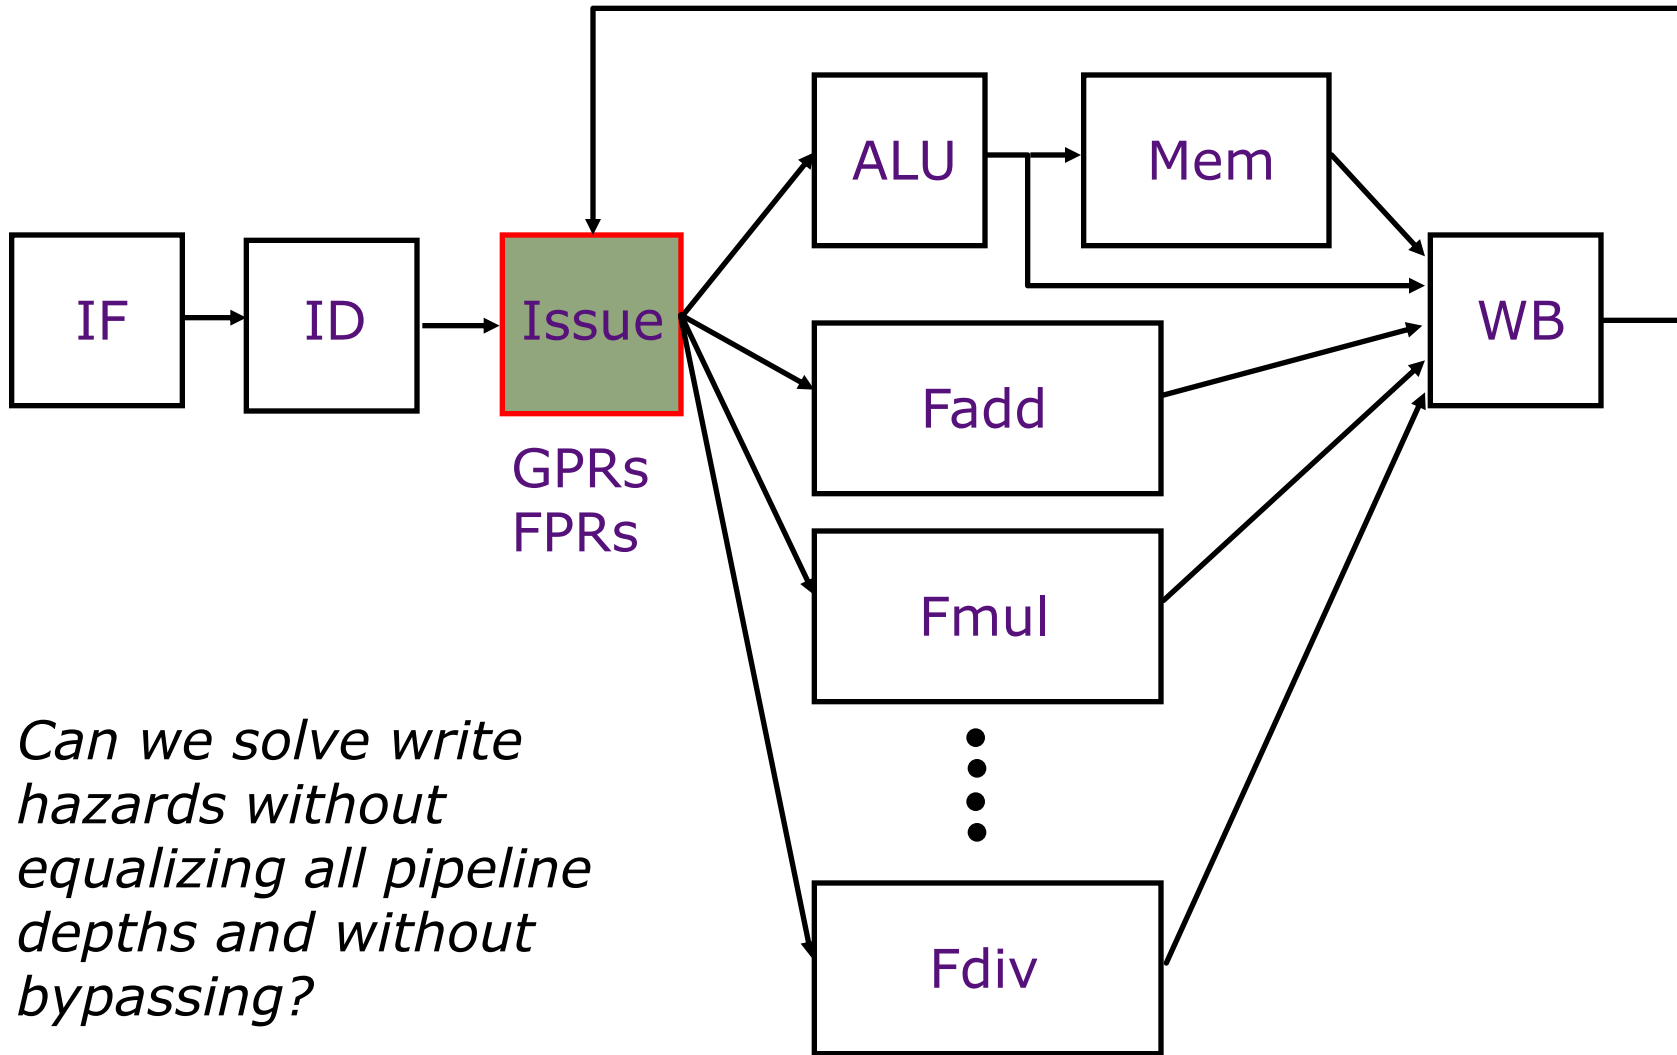 IF
ID
Issue
GPRs
FPRs
ALU
Mem
Fadd
Fmul
Fdiv
WB
Can we solve write
hazards without
equalizing all pipeline
depths and without
bypassing?